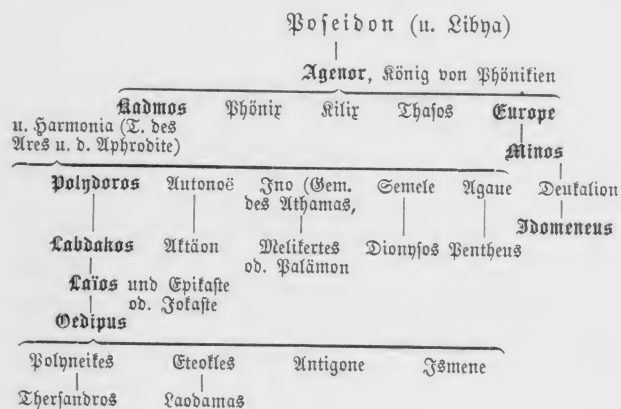 Poseidon (u. Libya)
Agenor, König von Phönikien
Kadmos Phönix Kilix Thasos Europe
u. Harmonia (T. des
Ares u. d. Aphrodite)
Minos
Polydoros Autonoë Ino (Gem. Semele Agaue Deukalion
des Athamas,
Idomeneus
Labdakos Aktäon Melikertes Dionysos Pentheus
od. Palämon
Laïos und Epikaste
od. Jokaste
Oedipus
Polyneikes Eteokles Antigone Ismene
Thersandros Laodamas